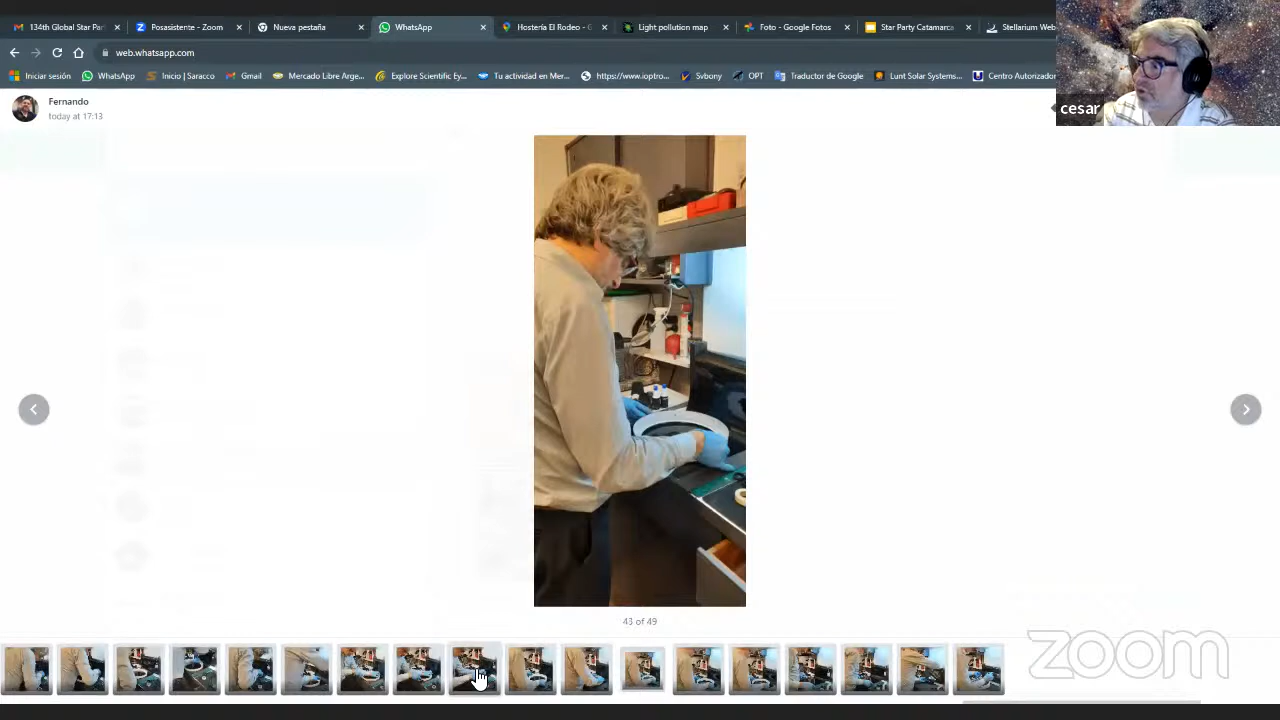 134th Global Star Par
Posasistente - Zoom
Nueva pestaña
WhatsApp
Hostería El Rodeo - G
Light pollution map
Foto - Google Fotos
Star Party Catamarca
Stellarium Web
web.whatsapp.com
Iniciar sesión
WhatsApp
Inicio | Saracco
Gmail
Mercado Libre Arge...
Explore Scientific Ey...
Tu actividad en Mer...
https://www.ioptro...
Svbony
OPT
Traductor de Google
Lunt Solar Systems...
Centro Autorizado
Fernando
today at 17:13
cesar
43 of 49
zoom